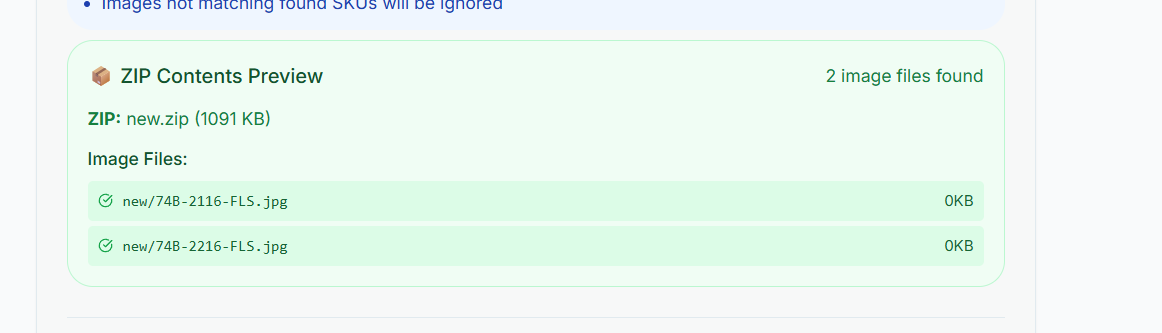 • Images not matching found SKUs will be ignored
📦 ZIP Contents Preview
2 image files found
ZIP: new.zip (1091 KB)
Image Files:
new/74B-2116-FLS.jpg 0KB
new/74B-2216-FLS.jpg 0KB